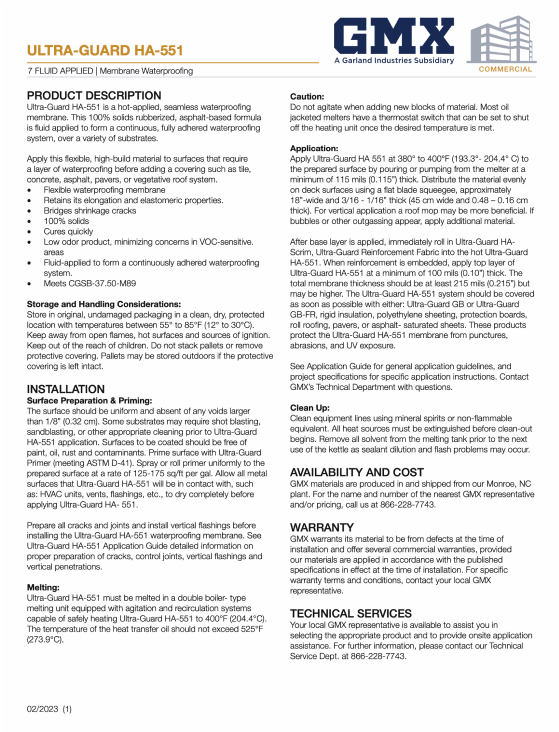 ULTRA-GUARD HA-551
7 FLUID APPLIED | Membrane Waterproofing
GMX
A Garland Industries Subsidiary
COMMERCIAL
PRODUCT DESCRIPTION
Ultra-Guard HA-551 is a hot-applied, seamless waterproofing
membrane. This 100% solids rubberized, asphalt-based formula
is fluid applied to form a continuous, fully adhered waterproofing
system, over a variety of substrates.
Apply this flexible, high-build material to surfaces that require
a layer of waterproofing before adding a covering such as tile,
concrete, asphalt, pavers, or vegetative roof system.
• Flexible waterproofing membrane
• Retains its elongation and elastomeric properties.
• Bridges shrinkage cracks
• 100% solids
• Cures quickly
• Low odor product, minimizing concerns in VOC-sensitive.
areas
• Fluid-applied to form a continuously adhered waterproofing
system.
• Meets CGSB-37.50-M89
Storage and Handling Considerations:
Store in original, undamaged packaging in a clean, dry, protected
location with temperatures between 55° to 85°F (12° to 30°C).
Keep away from open flames, hot surfaces and sources of ignition.
Keep out of the reach of children. Do not stack pallets or remove
protective covering. Pallets may be stored outdoors if the protective
covering is left intact.
INSTALLATION
Surface Preparation & Priming:
The surface should be uniform and absent of any voids larger
than 1/8" (0.32 cm). Some substrates may require shot blasting,
sandblasting, or other appropriate cleaning prior to Ultra-Guard
HA-551 application. Surfaces to be coated should be free of
paint, oil, rust and contaminants. Prime surface with Ultra-Guard
Primer (meeting ASTM D-41). Spray or roll primer uniformly to the
prepared surface at a rate of 125-175 sq/ft per gal. Allow all metal
surfaces that Ultra-Guard HA-551 will be in contact with, such
as: HVAC units, vents, flashings, etc., to dry completely before
applying Ultra-Guard HA- 551.
Prepare all cracks and joints and install vertical flashings before
installing the Ultra-Guard HA-551 waterproofing membrane. See
Ultra-Guard HA-551 Application Guide detailed information on
proper preparation of cracks, control joints, vertical flashings and
vertical penetrations.
Melting:
Ultra-Guard HA-551 must be melted in a double boiler- type
melting unit equipped with agitation and recirculation systems
capable of safely heating Ultra-Guard HA-551 to 400°F (204.4°C).
The temperature of the heat transfer oil should not exceed 525°F
(273.9°C).
Caution:
Do not agitate when adding new blocks of material. Most oil
jacketed melters have a thermostat switch that can be set to shut
off the heating unit once the desired temperature is met.
Application:
Apply Ultra-Guard HA 551 at 380° to 400°F (193.3°- 204.4° C) to
the prepared surface by pouring or pumping from the melter at a
minimum of 115 mils (0.115") thick. Distribute the material evenly
on deck surfaces using a flat blade squeegee, approximately
18"-wide and 3/16 - 1/16" thick (45 cm wide and 0.48 – 0.16 cm
thick). For vertical application a roof mop may be more beneficial. If
bubbles or other outgassing appear, apply additional material.
After base layer is applied, immediately roll in Ultra-Guard HA-
Scrim, Ultra-Guard Reinforcement Fabric into the hot Ultra-Guard
HA-551. When reinforcement is embedded, apply top layer of
Ultra-Guard HA-551 at a minimum of 100 mils (0.10") thick. The
total membrane thickness should be at least 215 mils (0.215") but
may be higher. The Ultra-Guard HA-551 system should be covered
as soon as possible with either: Utra-Guard GB or Ultra-Guard
GB-FR, rigid insulation, polyethylene sheeting, protection boards,
roll roofing, pavers, or asphalt- saturated sheets. These products
protect the Ultra-Guard HA-551 membrane from punctures,
abrasions, and UV exposure.
See Application Guide for general application guidelines, and
project specifications for specific application instructions. Contact
GMX's Technical Department with questions.
Clean Up:
Clean equipment lines using mineral spirits or non-flammable
equivalent. All heat sources must be extinguished before clean-out
begins. Remove all solvent from the melting tank prior to the next
use of the kettle as sealant dilution and flash problems may occur.
AVAILABILITY AND COST
GMX materials are produced in and shipped from our Monroe, NC
plant. For the name and number of the nearest GMX representative
and/or pricing, call us at 866-228-7743.
WARRANTY
GMX warrants its material to be from defects at the time of
installation and offer several commercial warranties, provided
our materials are applied in accordance with the published
specifications in effect at the time of installation. For specific
warranty terms and conditions, contact your local GMX
representative.
TECHNICAL SERVICES
Your local GMX representative is available to assist you in
selecting the appropriate product and to provide onsite application
assistance. For further information, please contact our Technical
Service Dept. at 866-228-7743.
02/2023 (1)